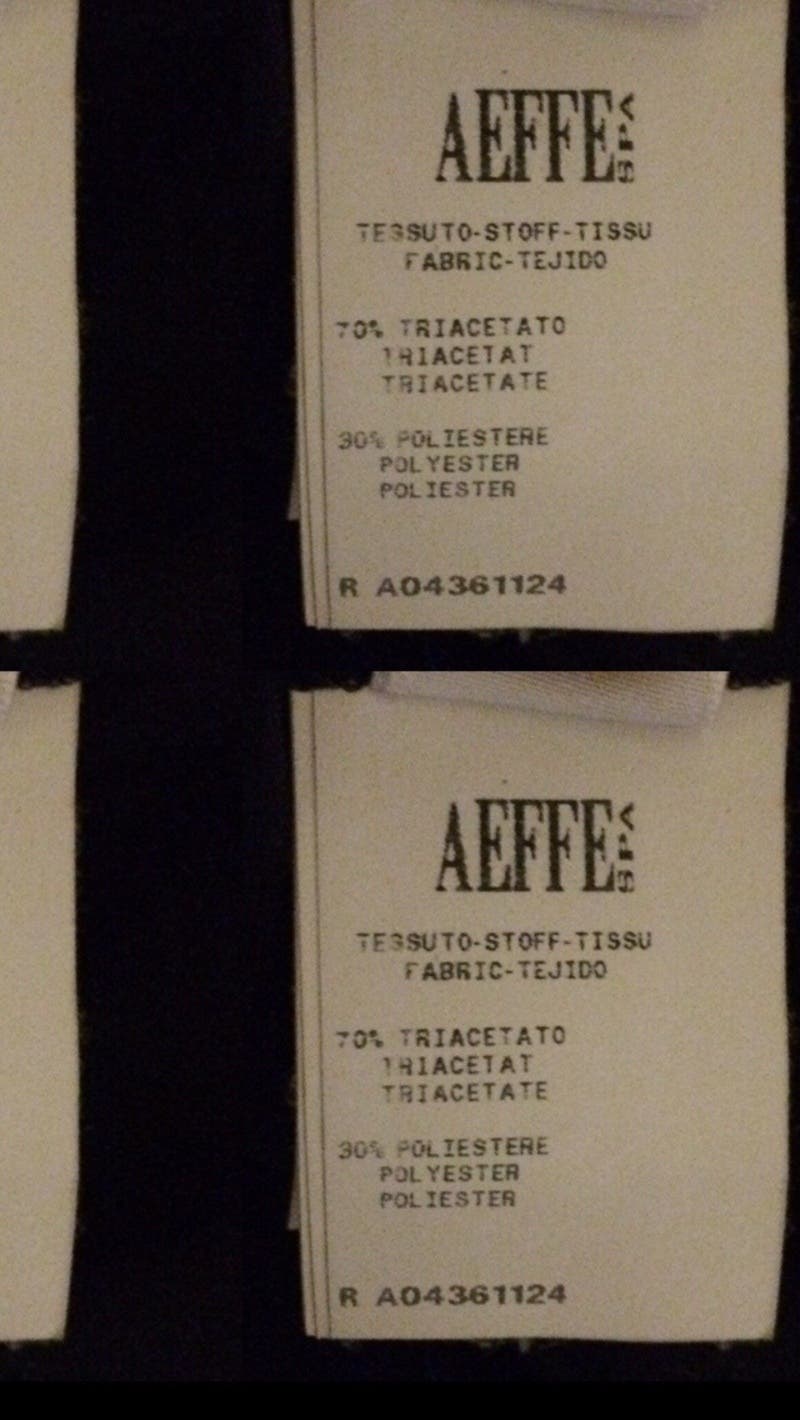 AEFFE SPA
TESSUTO-STOFF-TISSU
FABRIC-TEJIDO
70% TRIACETATO
TRIACETAT
TRIACETATE
30% POLIESTERE
POLYESTER
POLIESTER
R A04361124
AEFFE SPA
TESSUTO-STOFF-TISSU
FABRIC-TEJIDO
70% TRIACETATO
TRIACETAT
TRIACETATE
30% POLIESTERE
POLYESTER
POLIESTER
R A04361124